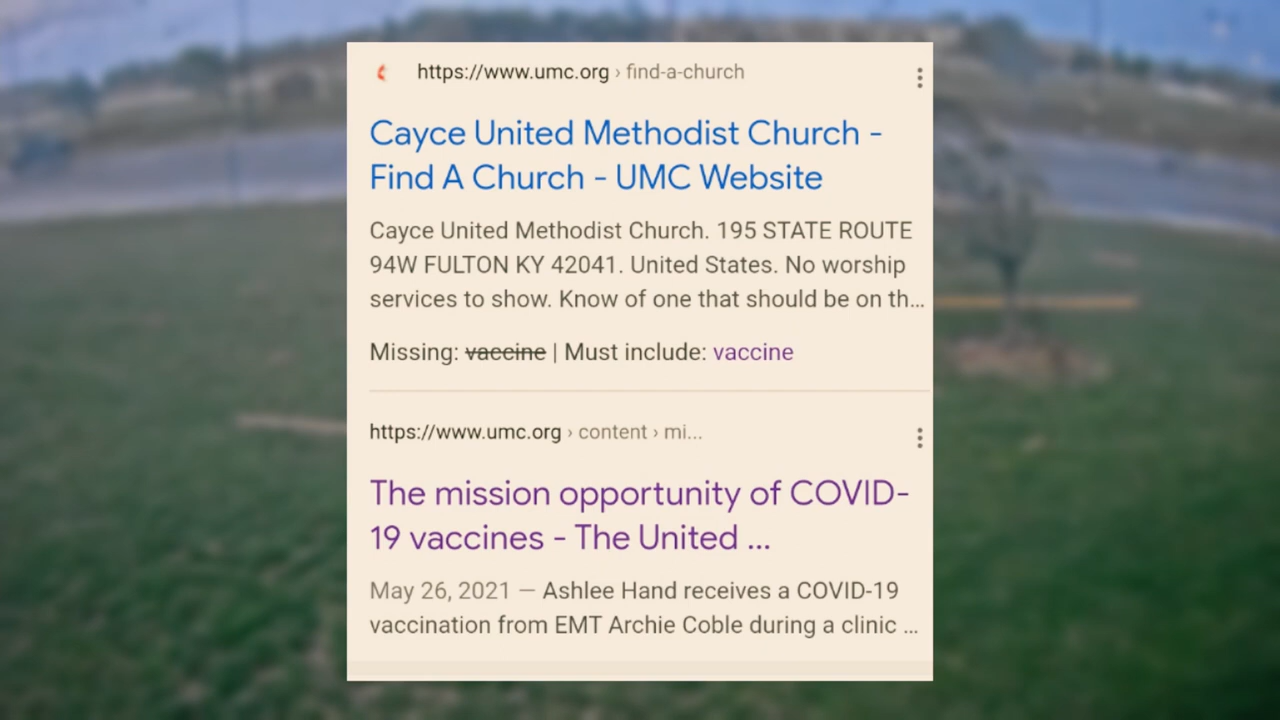 https://www.umc.org › find-a-church
Cayce United Methodist Church -
Find A Church - UMC Website
Cayce United Methodist Church. 195 STATE ROUTE
94W FULTON KY 42041. United States. No worship
services to show. Know of one that should be on th...
Missing: vaccine | Must include: vaccine
https://www.umc.org › content › mi...
The mission opportunity of COVID-
19 vaccines - The United ...
May 26, 2021 — Ashlee Hand receives a COVID-19
vaccination from EMT Archie Coble during a clinic ...